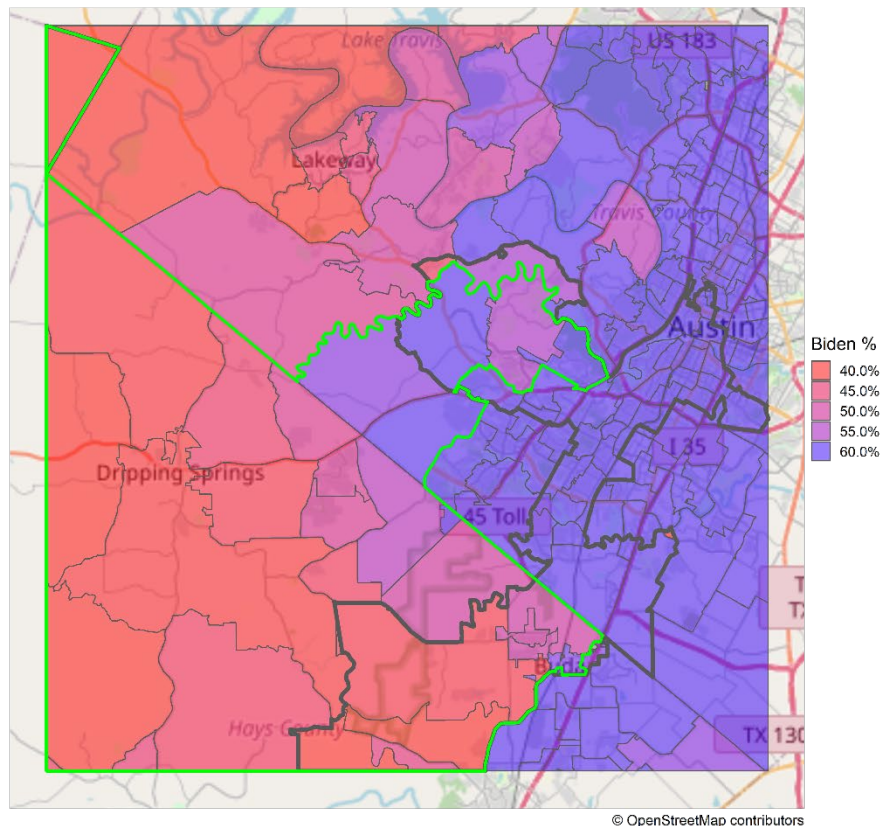 Lake Travis
US 183
Lakeway
Travis County
Austin
Biden %
40.0%
45.0%
50.0%
55.0%
60.0%
I 35
Dripping Springs
45 Toll
Buda
Hays County
TX 130
© OpenStreetMap contributors